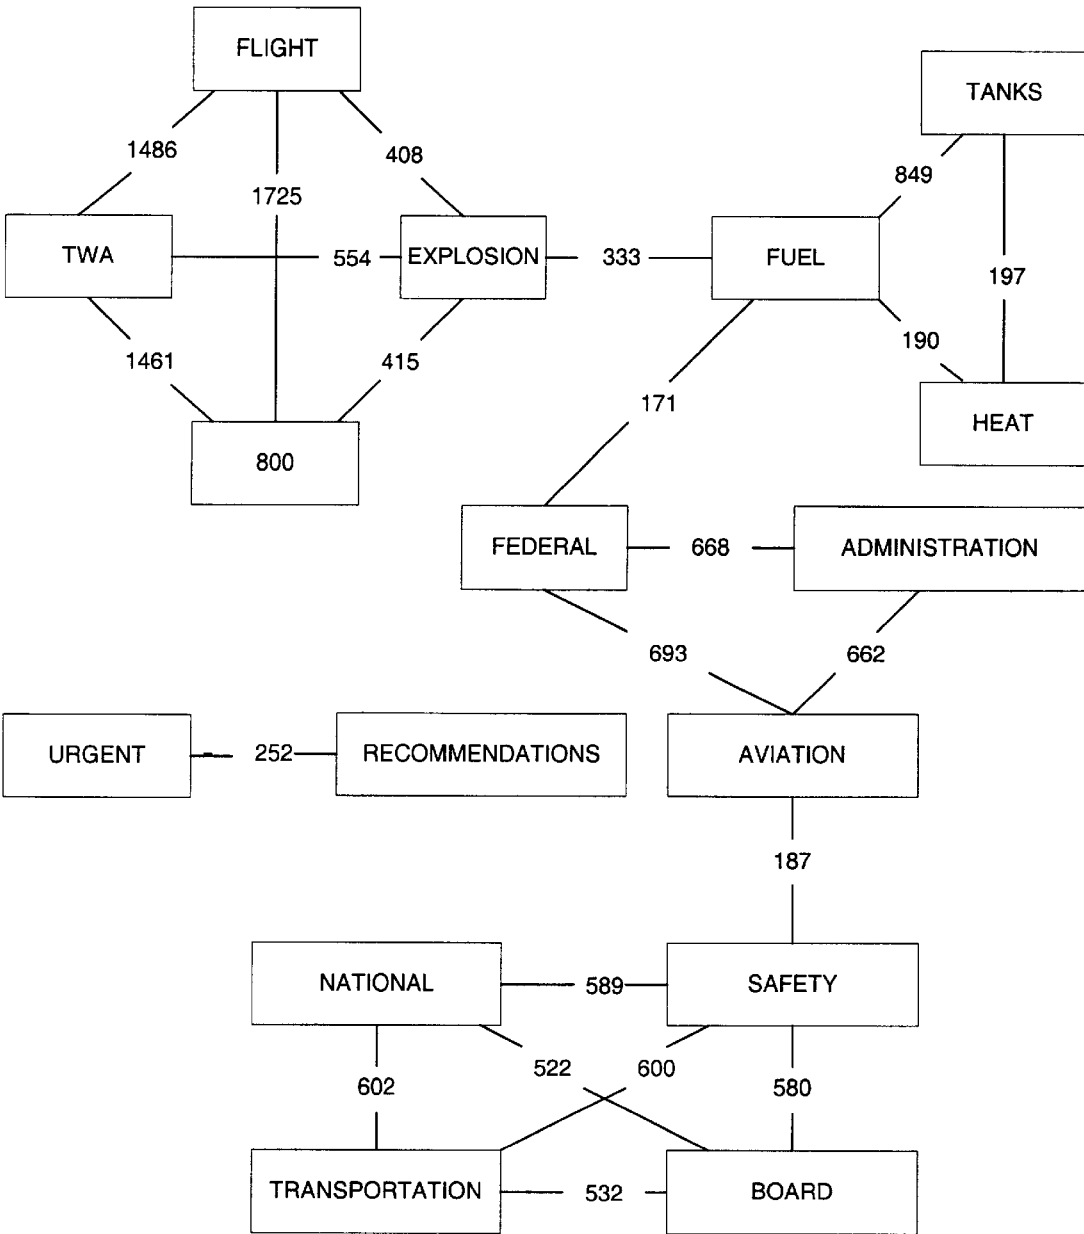 FLIGHT
TANKS
1486
408
849
1725
TWA
554
EXPLOSION
333
FUEL
197
190
1461
415
171
HEAT
800
FEDERAL
668
ADMINISTRATION
693
662
URGENT
252
RECOMMENDATIONS
AVIATION
187
NATIONAL
589
SAFETY
602
522
600
580
TRANSPORTATION
532
BOARD